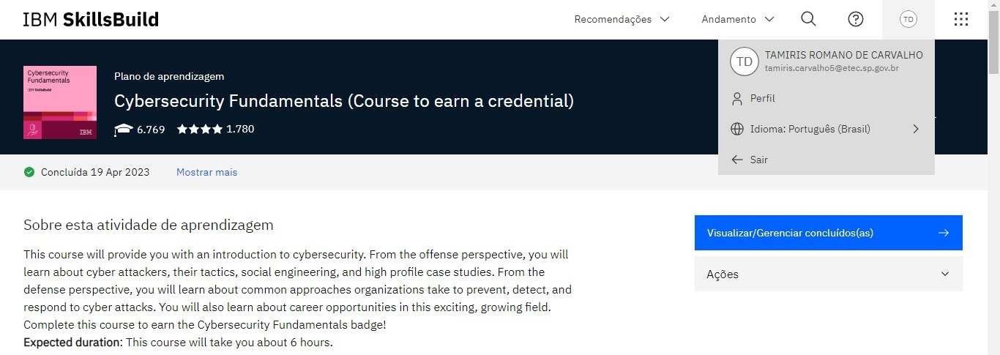 IBM SkillsBuild
Recomendações
Andamento
TD
TD
TAMIRIS ROMANO DE CARVALHO
tamiris.carvalho5@etec.sp.gov.br
Perfil
Idioma: Português (Brasil)
Sair
Cybersecurity
Fundamentals
IBM SkillsBuild
IBM
Plano de aprendizagem
Cybersecurity Fundamentals (Course to earn a credential)
6.769
1.780
Concluída 19 Apr 2023
Mostrar mais
Sobre esta atividade de aprendizagem
This course will provide you with an introduction to cybersecurity. From the offense perspective, you will
learn about cyber attackers, their tactics, social engineering, and high profile case studies. From the
defense perspective, you will learn about common approaches organizations take to prevent, detect, and
respond to cyber attacks. You will also learn about career opportunities in this exciting, growing field.
Complete this course to earn the Cybersecurity Fundamentals badge!
Expected duration: This course will take you about 6 hours.
Visualizar/Gerenciar concluídos(as)
Ações